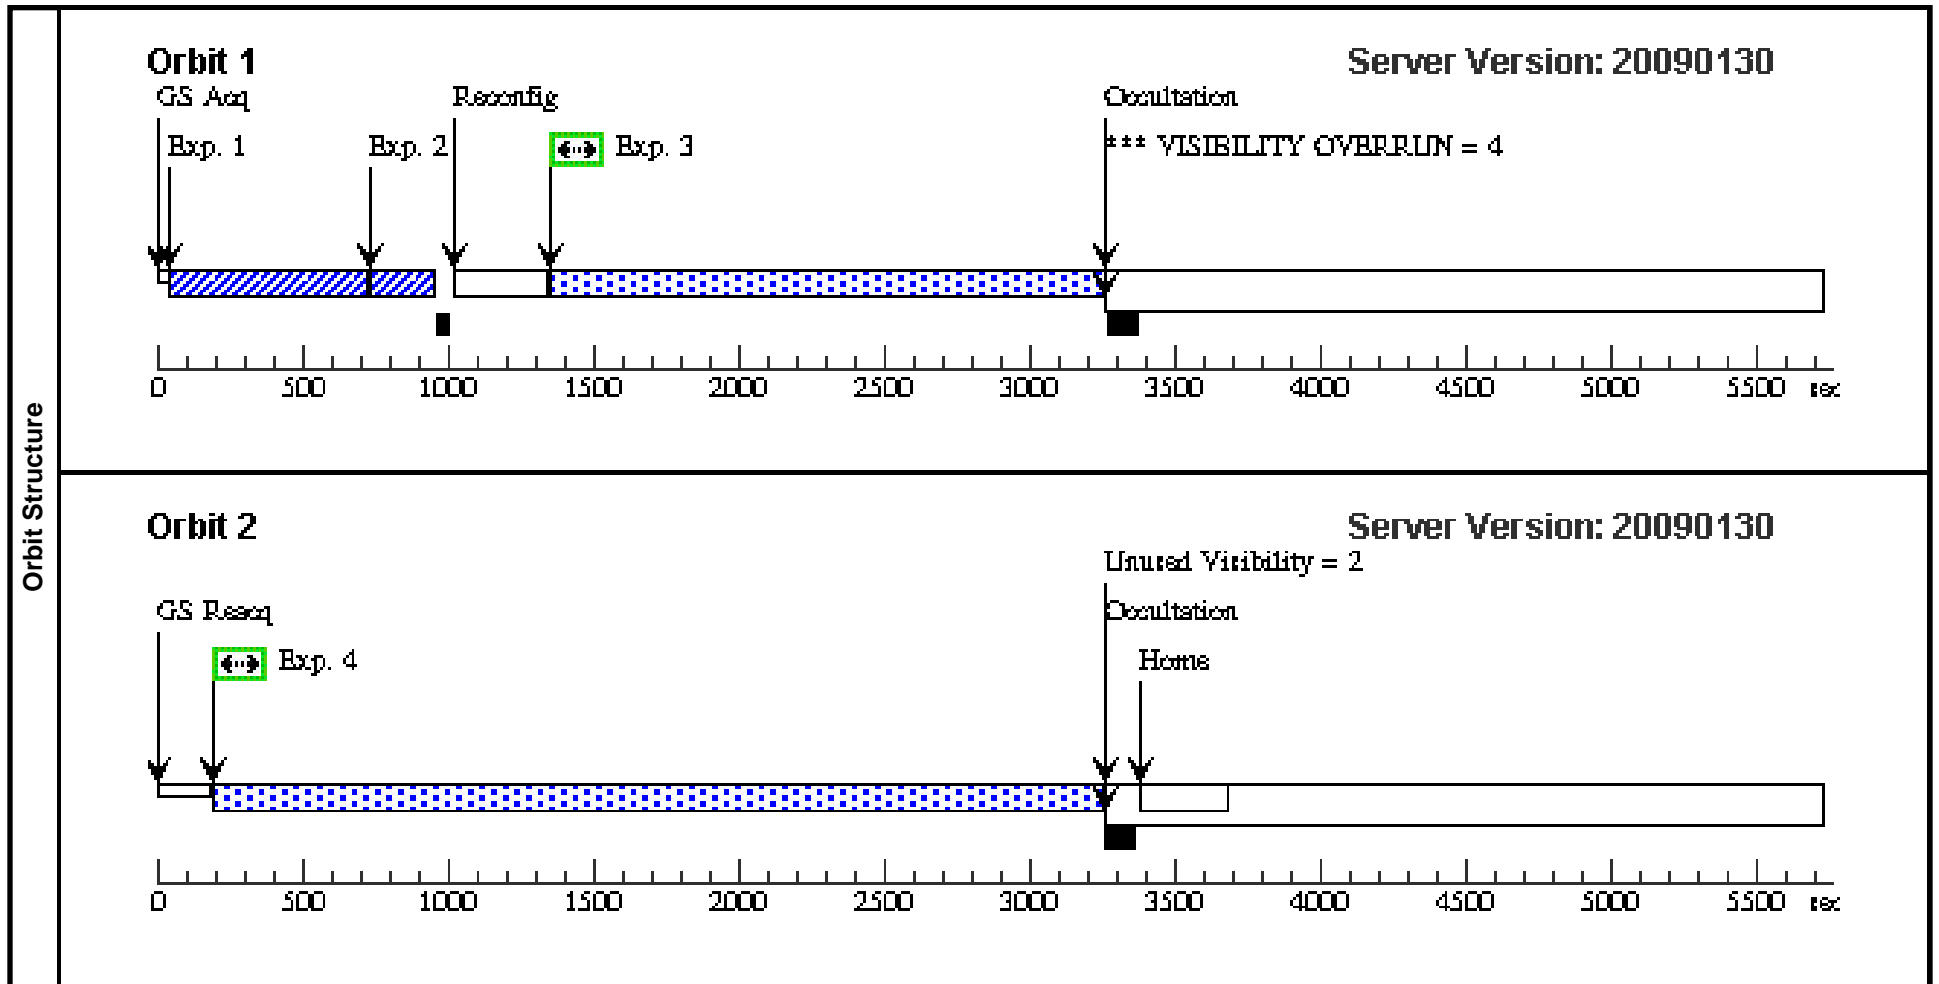 Orbit Structure
Orbit 1
Server Version: 20090130
GS Acq
Reconfig
Occultation
Exp. 1
Exp. 2
Exp. 3
*** VISIBILITY OVERRUN = 4
0 500 1000 1500 2000 2500 3000 3500 4000 4500 5000 5500 sec
Orbit 2
Server Version: 20090130
Unused Visibility = 2
GS Reacq
Occultation
Exp. 4
Home
0 500 1000 1500 2000 2500 3000 3500 4000 4500 5000 5500 sec